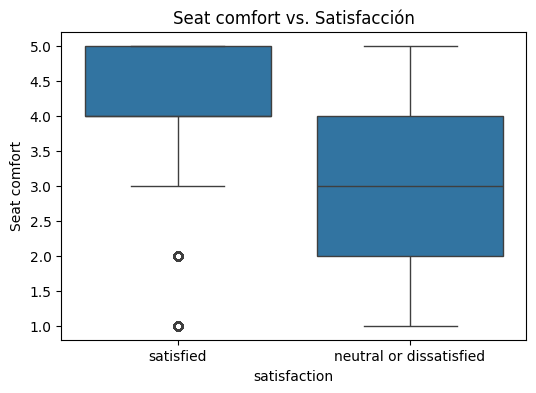 Seat comfort vs. Satisfacción
Seat comfort
5.0
4.5
4.0
3.5
3.0
2.5
2.0
1.5
1.0
satisfied
neutral or dissatisfied
satisfaction